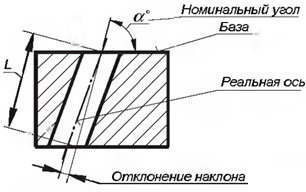 Номинальный угол
α°
База
L
Реальная ось
Отклонение наклона